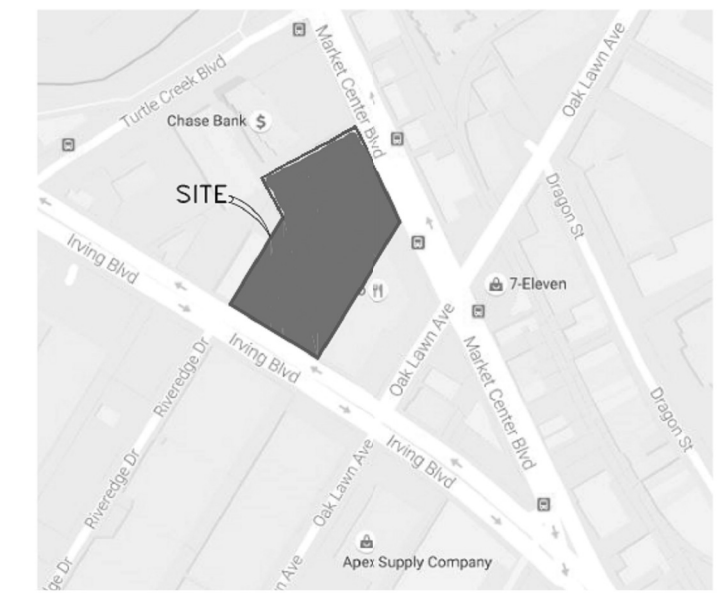 Market Center Blvd
Oak Lawn Ave
Turtle Creek Blvd
Chase Bank $
SITE
Dragon St
Irving Blvd
7-Eleven
Irving Blvd
Oak Lawn Ave
Riveredge Dr
Market Center Blvd
Dragon St
Irving Blvd
Riveredge Dr
Oak Lawn Ave
Apex Supply Company
ge Dr
n Ave